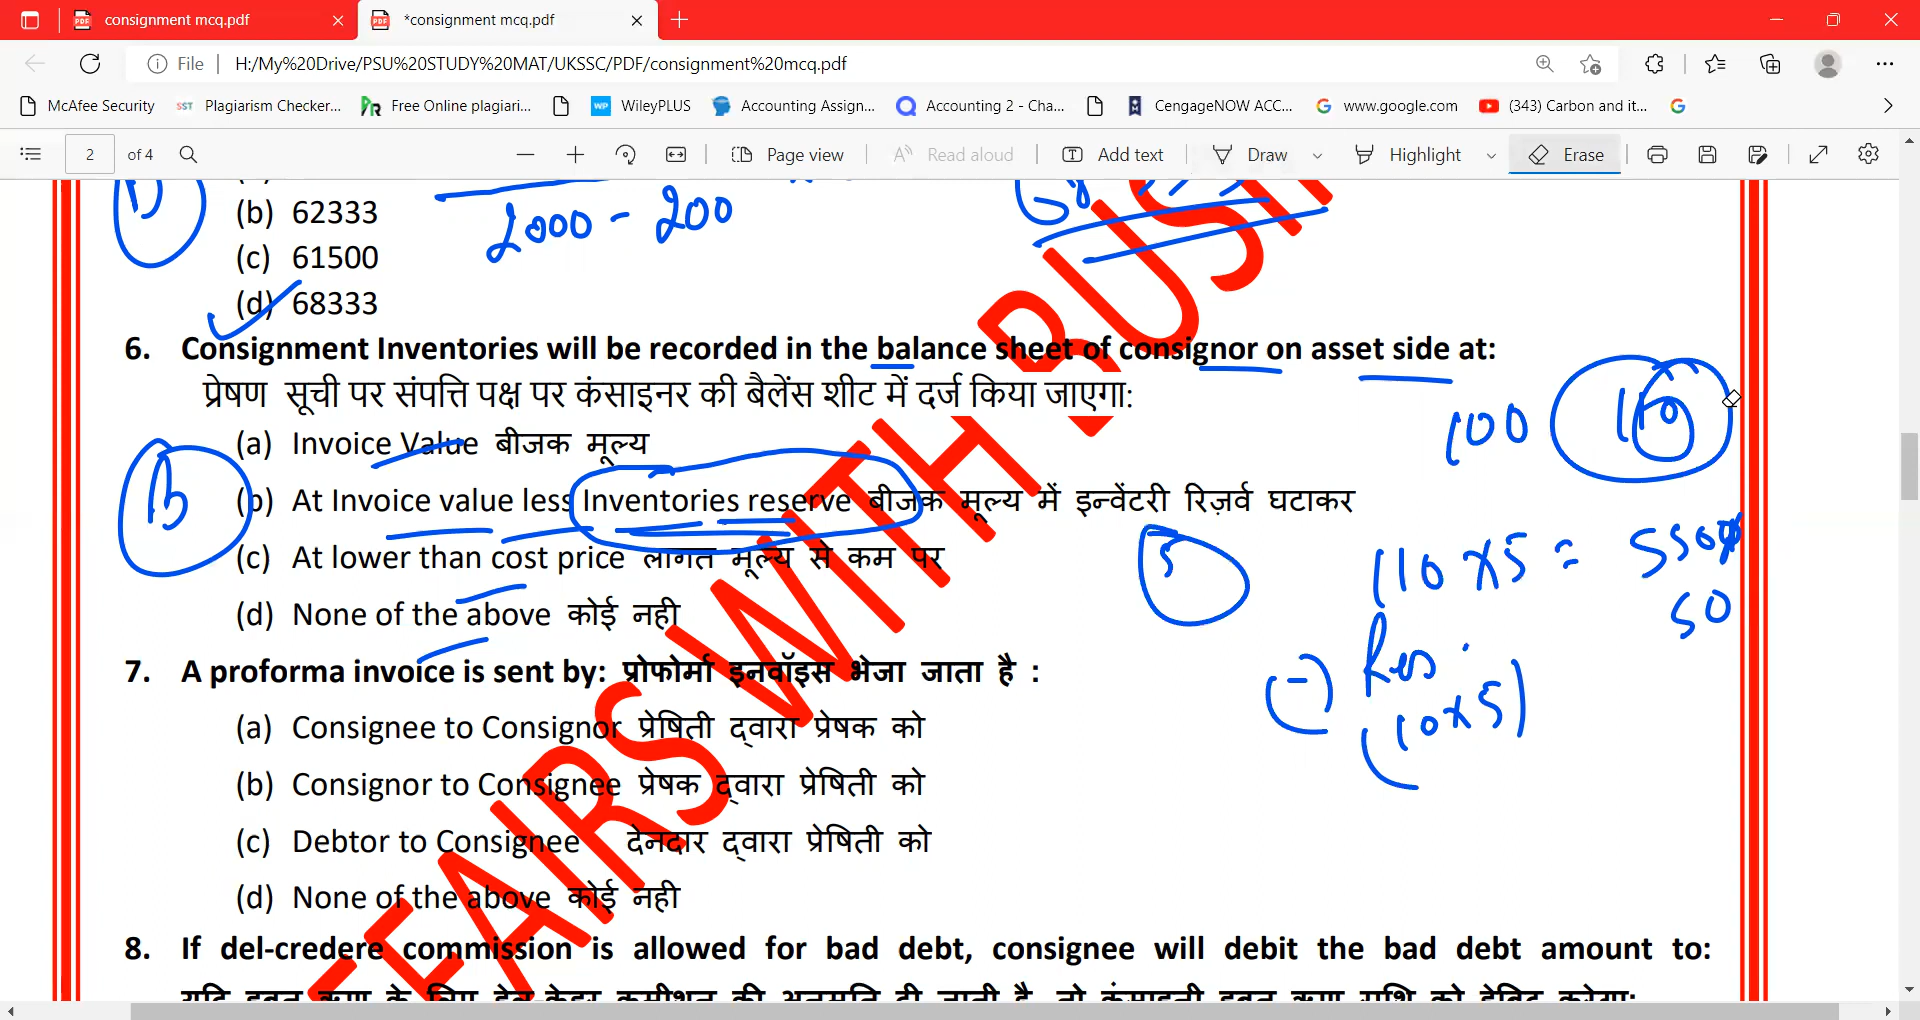 consignment mcq.pdf
*consignment mcq.pdf
File H:/My%20Drive/PSU%20STUDY%20MAT/UKSSC/PDF/consignment%20mcq.pdf
McAfee Security SST Plagiarism Checker... Free Online plagiari... WP WileyPLUS Accounting Assign... Accounting 2 - Cha... CengageNOW ACC... www.google.com (343) Carbon and it...
2 of 4 Page view Read aloud Add text Draw Highlight Erase
D
(b) 62333
2000 - 200
(c) 61500
(d) 68333
6. Consignment Inventories will be recorded in the balance sheet of consignor on asset side at:
प्रेषण सूची पर संपत्ति पक्ष पर कंसाइनर की बैलेंस शीट में दर्ज किया जाएगा:
100 110
(a) Invoice Value बीजक मूल्य
B
(b) At Invoice value less Inventories reserve बीजक मूल्य में इन्वेंटरी रिज़र्व घटाकर
5 110 x 5 = 550
50
(c) At lower than cost price लागत मूल्य से कम पर
(d) None of the above कोई नही
(-) Res.
(10 x 5)
7. A proforma invoice is sent by: प्रोफोर्मा इनवॉइस भेजा जाता है :
(a) Consignee to Consignor प्रेषिती द्वारा प्रेषक को
(b) Consignor to Consignee प्रेषक द्वारा प्रेषिती को
(c) Debtor to Consignee देनदार द्वारा प्रेषिती को
(d) None of the above कोई नही
8. If del-credere commission is allowed for bad debt, consignee will debit the bad debt amount to: